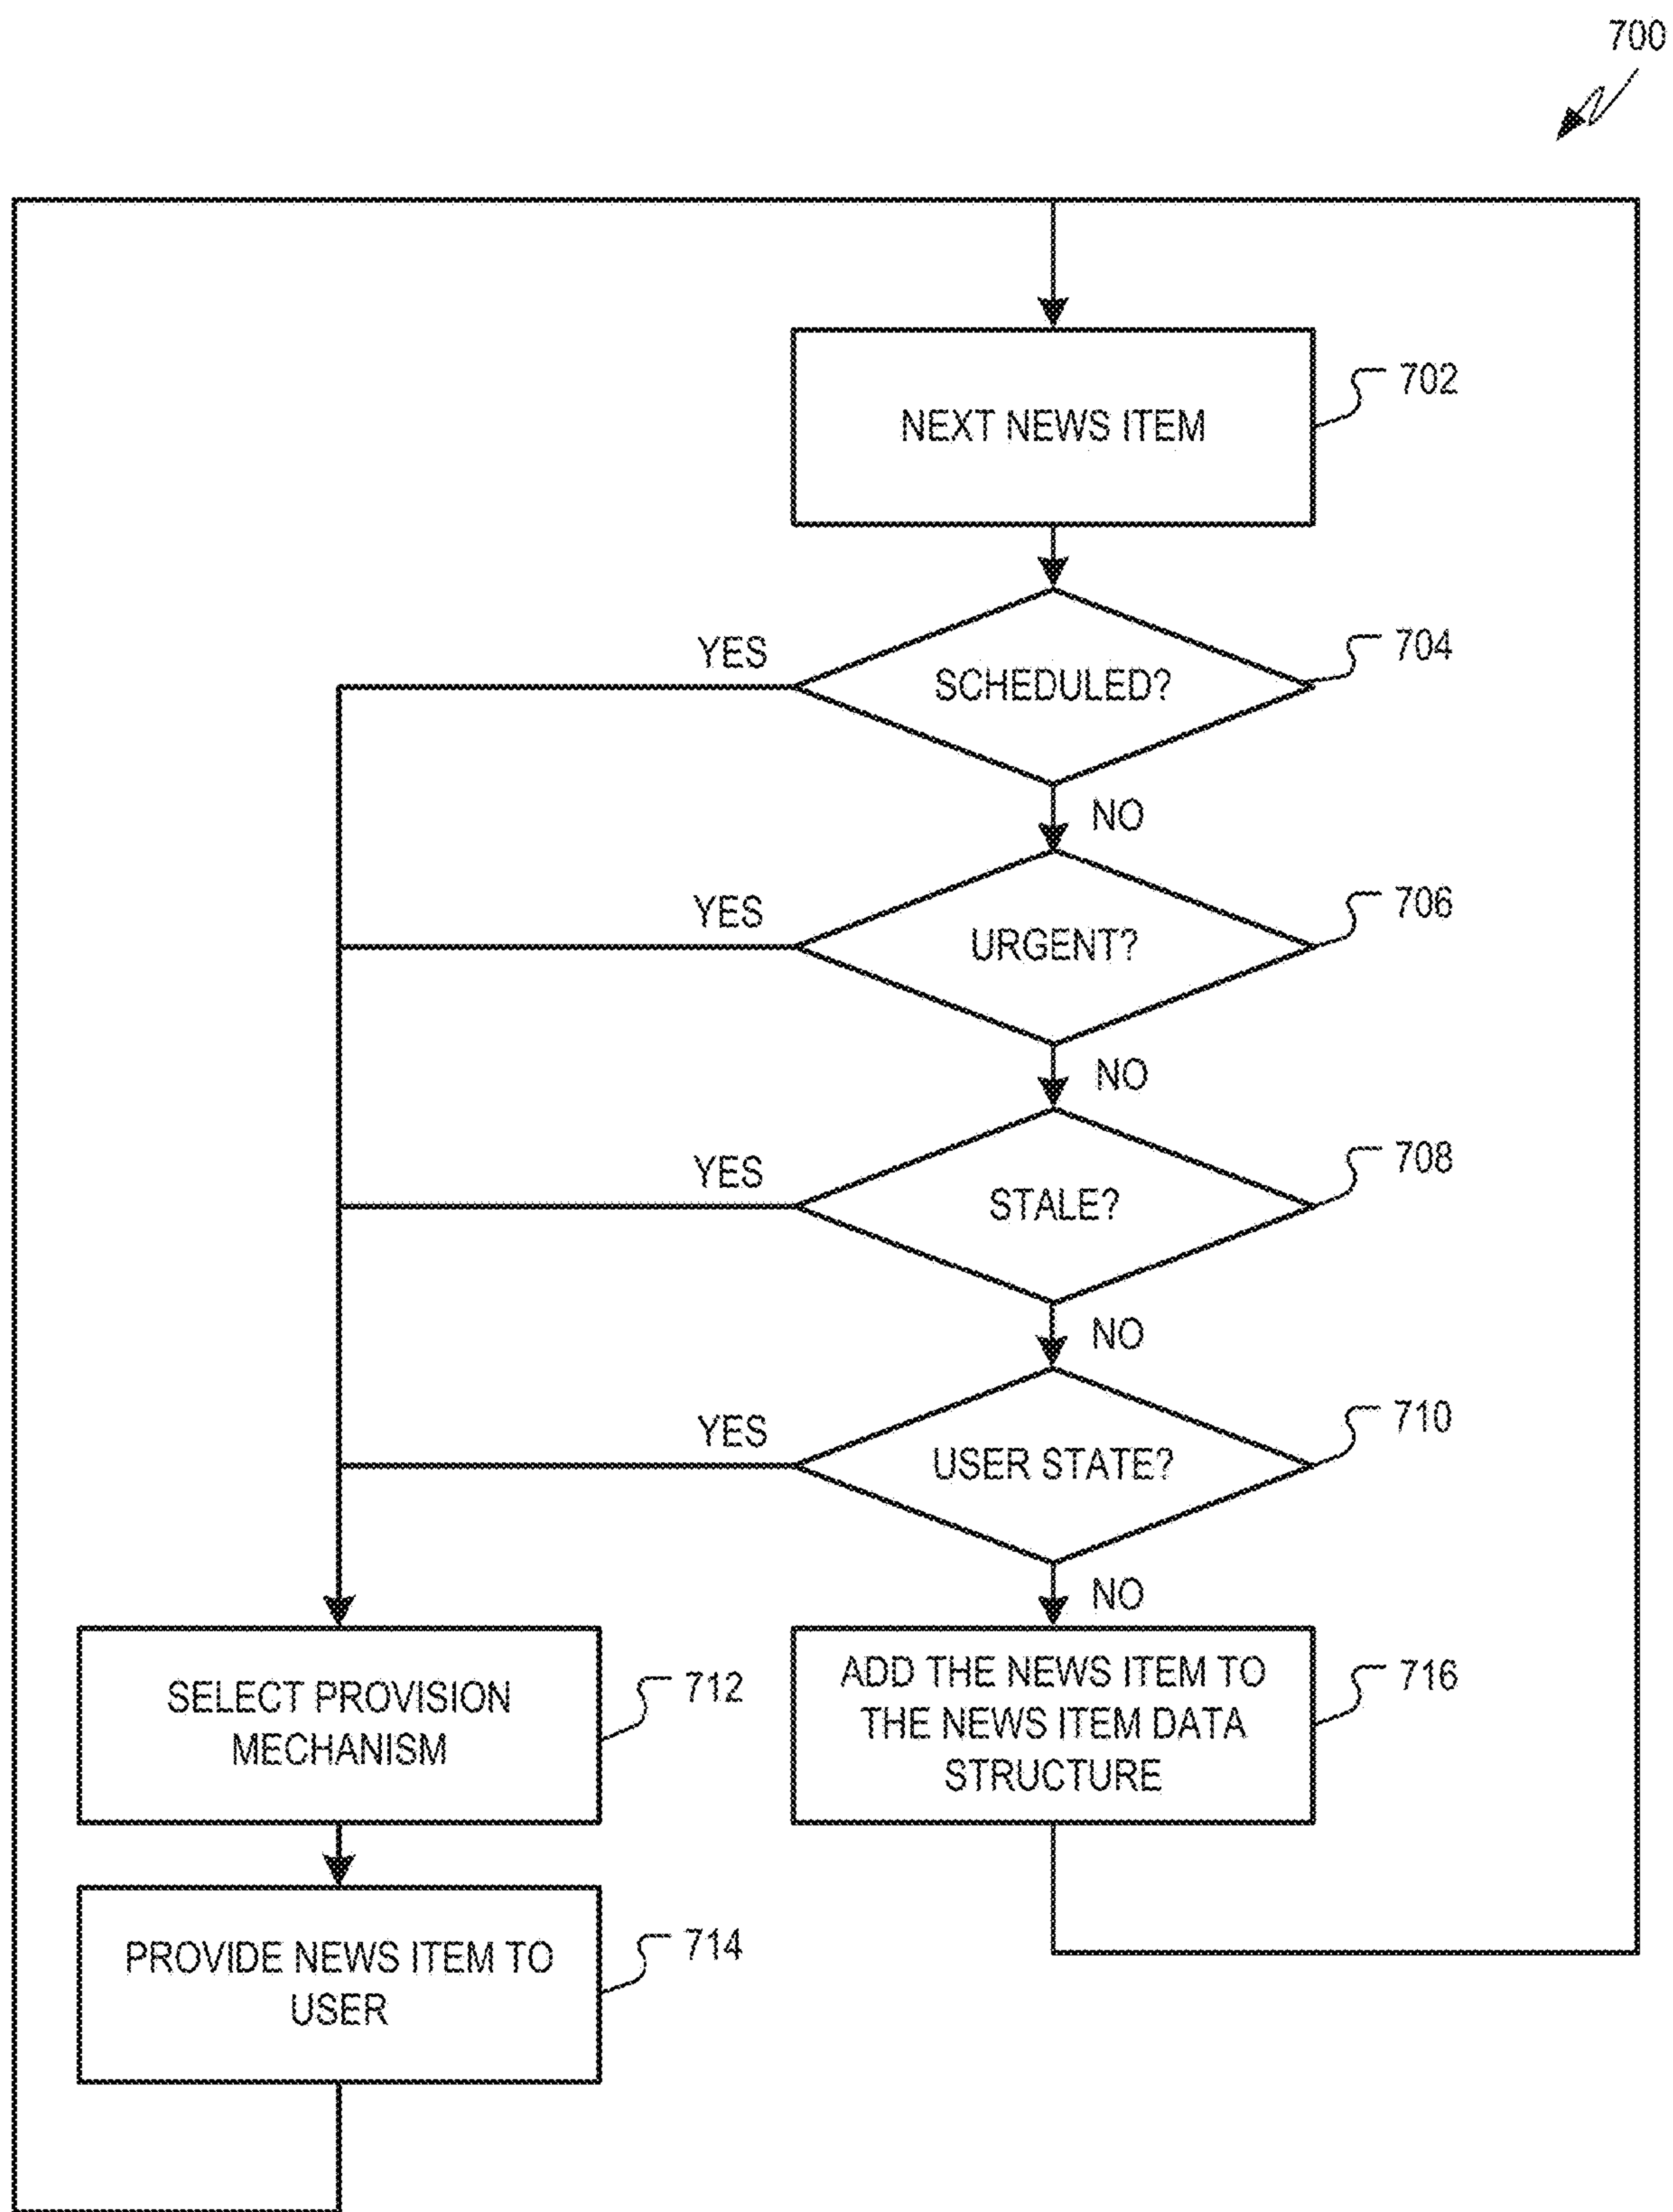 700
NEXT NEWS ITEM
702
YES
SCHEDULED?
704
NO
YES
URGENT?
706
NO
YES
STALE?
708
NO
YES
USER STATE?
710
NO
SELECT PROVISION
MECHANISM
712
ADD THE NEWS ITEM TO
THE NEWS ITEM DATA
STRUCTURE
716
PROVIDE NEWS ITEM TO
USER
714